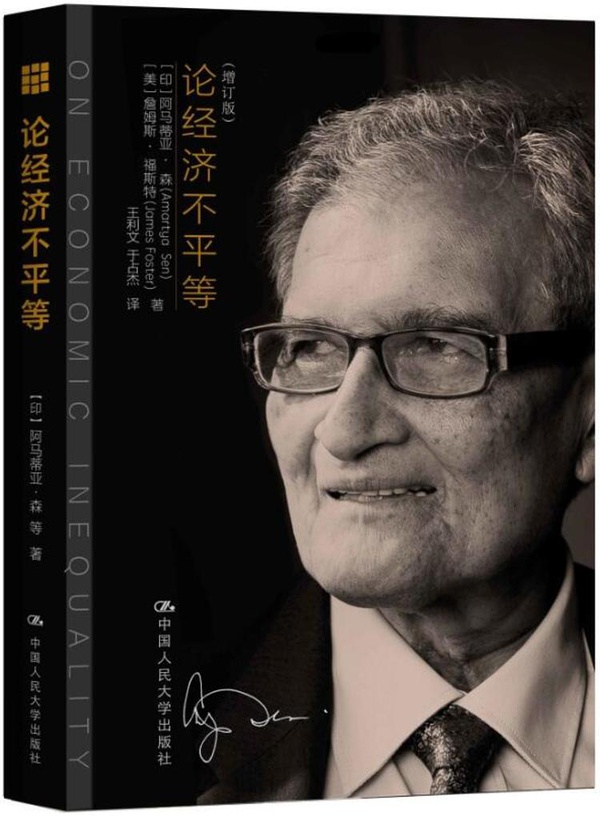 论经济不平等
【印】阿马蒂亚·森 等 著
中国人民大学出版社
ON ECONOMIC INEQUALITY
(增订版)
论经济不平等
[印]阿马蒂亚·森(Amartya Sen)
[美]詹姆斯·福斯特(James Foster) 著
王利文 于占杰 译
中国人民大学出版社